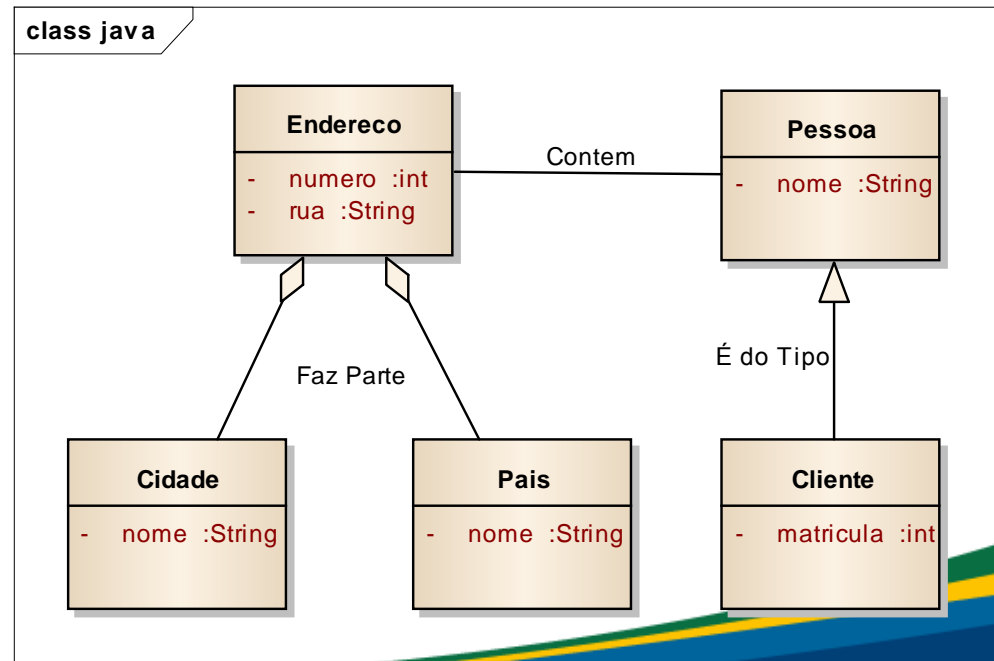 class java
Endereco
- numero :int
- rua :String
Contem
Pessoa
- nome :String
Faz Parte
É do Tipo
Cidade
- nome :String
Pais
- nome :String
Cliente
- matricula :int